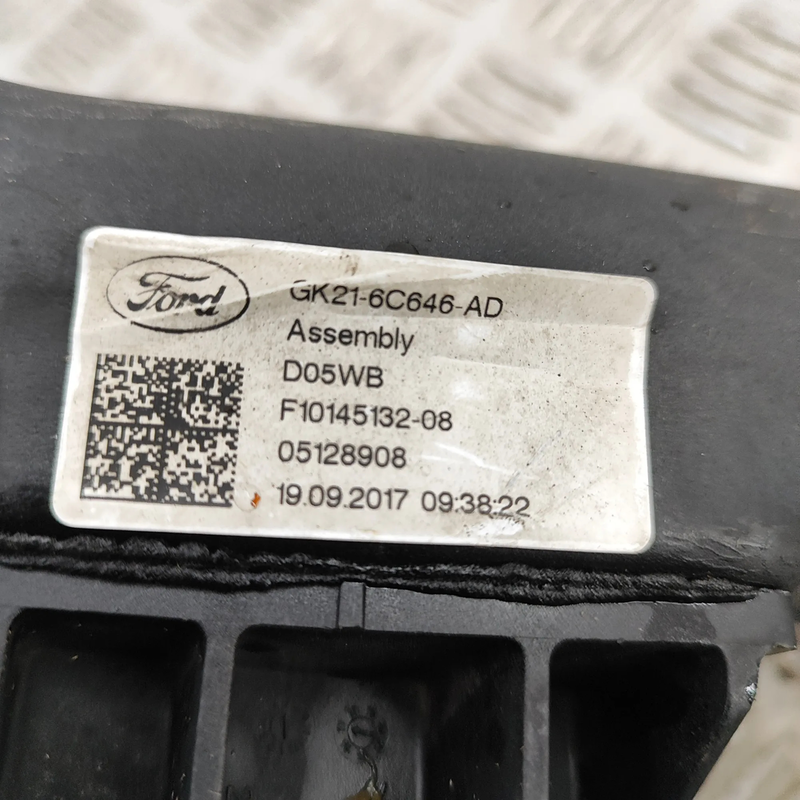 Ford
GK21-6C646-AD
Assembly
D05WB
F10145132-08
05128908
19.09.2017 09:38:22